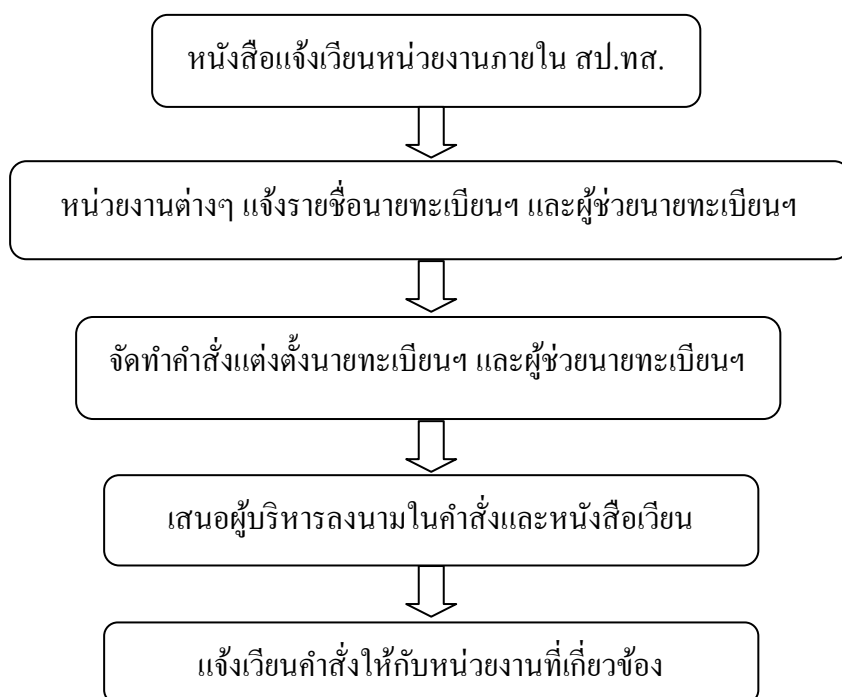 หนังสือแจ้งเวียนหน่วยงานภายใน สป.ทส.
หน่วยงานต่างๆ แจ้งรายชื่อนายทะเบียนฯ และผู้ช่วยนายทะเบียนฯ
จัดทำคำสั่งแต่งตั้งนายทะเบียนฯ และผู้ช่วยนายทะเบียนฯ
เสนอผู้บริหารลงนามในคำสั่งและหนังสือเวียน
แจ้งเวียนคำสั่งให้กับหน่วยงานที่เกี่ยวข้อง